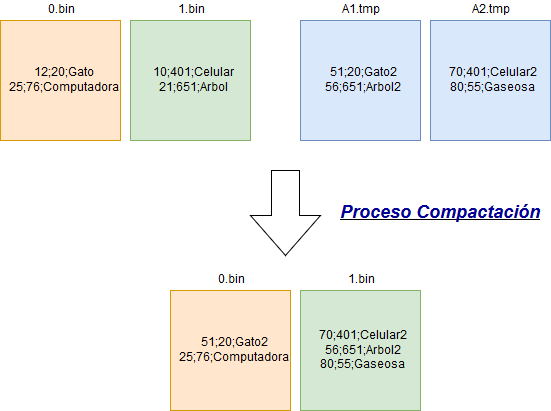 0.bin
1.bin
A1.tmp
A2.tmp
12;20;Gato
25;76;Computadora
10;401;Celular
21;651;Arbol
51;20;Gato2
56;651;Arbol2
70;401;Celular2
80;55;Gaseosa
Proceso Compactación
0.bin
1.bin
51;20;Gato2
25;76;Computadora
70;401;Celular2
56;651;Arbol2
80;55;Gaseosa